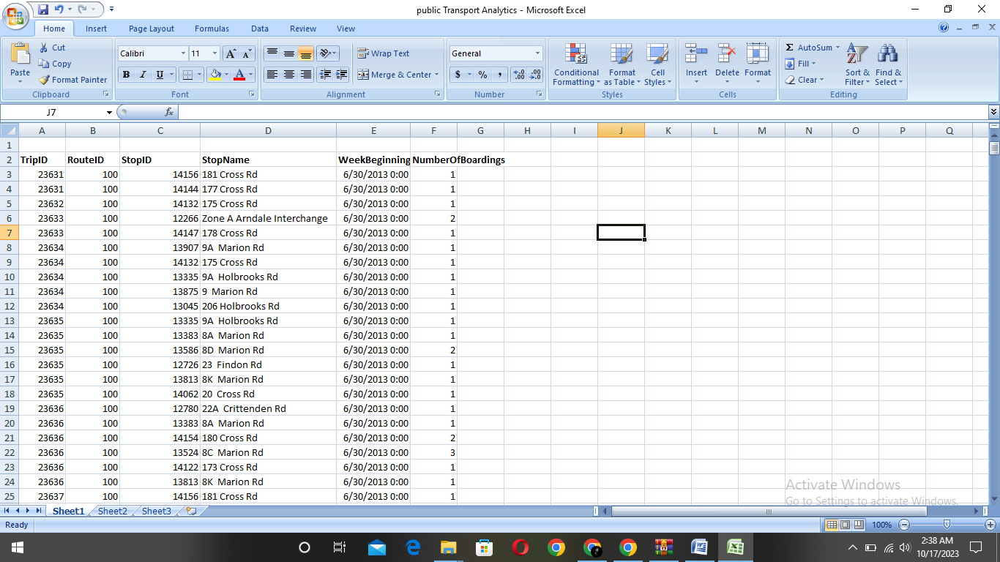 public Transport Analytics - Microsoft Excel
Home Insert Page Layout Formulas Data Review View
Paste Cut Copy Format Painter
Calibri 11 A A Wrap Text General AutoSum
B I U Merge & Center $ % , .00 .00
Conditional Formatting Format as Table Cell Styles Insert Delete Format Fill Clear Sort & Filter Find & Select
Clipboard Font Alignment Number Styles Cells Editing
J7 fx
A B C D E F G H I J K L M N O P Q
1
2 TripID RouteID StopID StopName WeekBeginning NumberOfBoardings
3 23631 100 14156 181 Cross Rd 6/30/2013 0:00 1
4 23631 100 14144 177 Cross Rd 6/30/2013 0:00 1
5 23632 100 14132 175 Cross Rd 6/30/2013 0:00 1
6 23633 100 12266 Zone A Arndale Interchange 6/30/2013 0:00 2
7 23633 100 14147 178 Cross Rd 6/30/2013 0:00 1
8 23634 100 13907 9A  Marion Rd 6/30/2013 0:00 1
9 23634 100 14132 175 Cross Rd 6/30/2013 0:00 1
10 23634 100 13335 9A  Holbrooks Rd 6/30/2013 0:00 1
11 23634 100 13875 9  Marion Rd 6/30/2013 0:00 1
12 23634 100 13045 206 Holbrooks Rd 6/30/2013 0:00 1
13 23635 100 13335 9A  Holbrooks Rd 6/30/2013 0:00 1
14 23635 100 13383 8A  Marion Rd 6/30/2013 0:00 1
15 23635 100 13586 8D  Marion Rd 6/30/2013 0:00 2
16 23635 100 12726 23  Findon Rd 6/30/2013 0:00 1
17 23635 100 13813 8K  Marion Rd 6/30/2013 0:00 1
18 23635 100 14062 20  Cross Rd 6/30/2013 0:00 1
19 23636 100 12780 22A  Crittenden Rd 6/30/2013 0:00 1
20 23636 100 13383 8A  Marion Rd 6/30/2013 0:00 1
21 23636 100 14154 180 Cross Rd 6/30/2013 0:00 2
22 23636 100 13524 8C  Marion Rd 6/30/2013 0:00 3
23 23636 100 14122 173 Cross Rd 6/30/2013 0:00 1
24 23636 100 13813 8K  Marion Rd 6/30/2013 0:00 1
25 23637 100 14156 181 Cross Rd 6/30/2013 0:00 1
Activate Windows
Go to Settings to activate Windows.
Sheet1 Sheet2 Sheet3
Ready 100%
2:38 AM
10/17/2023